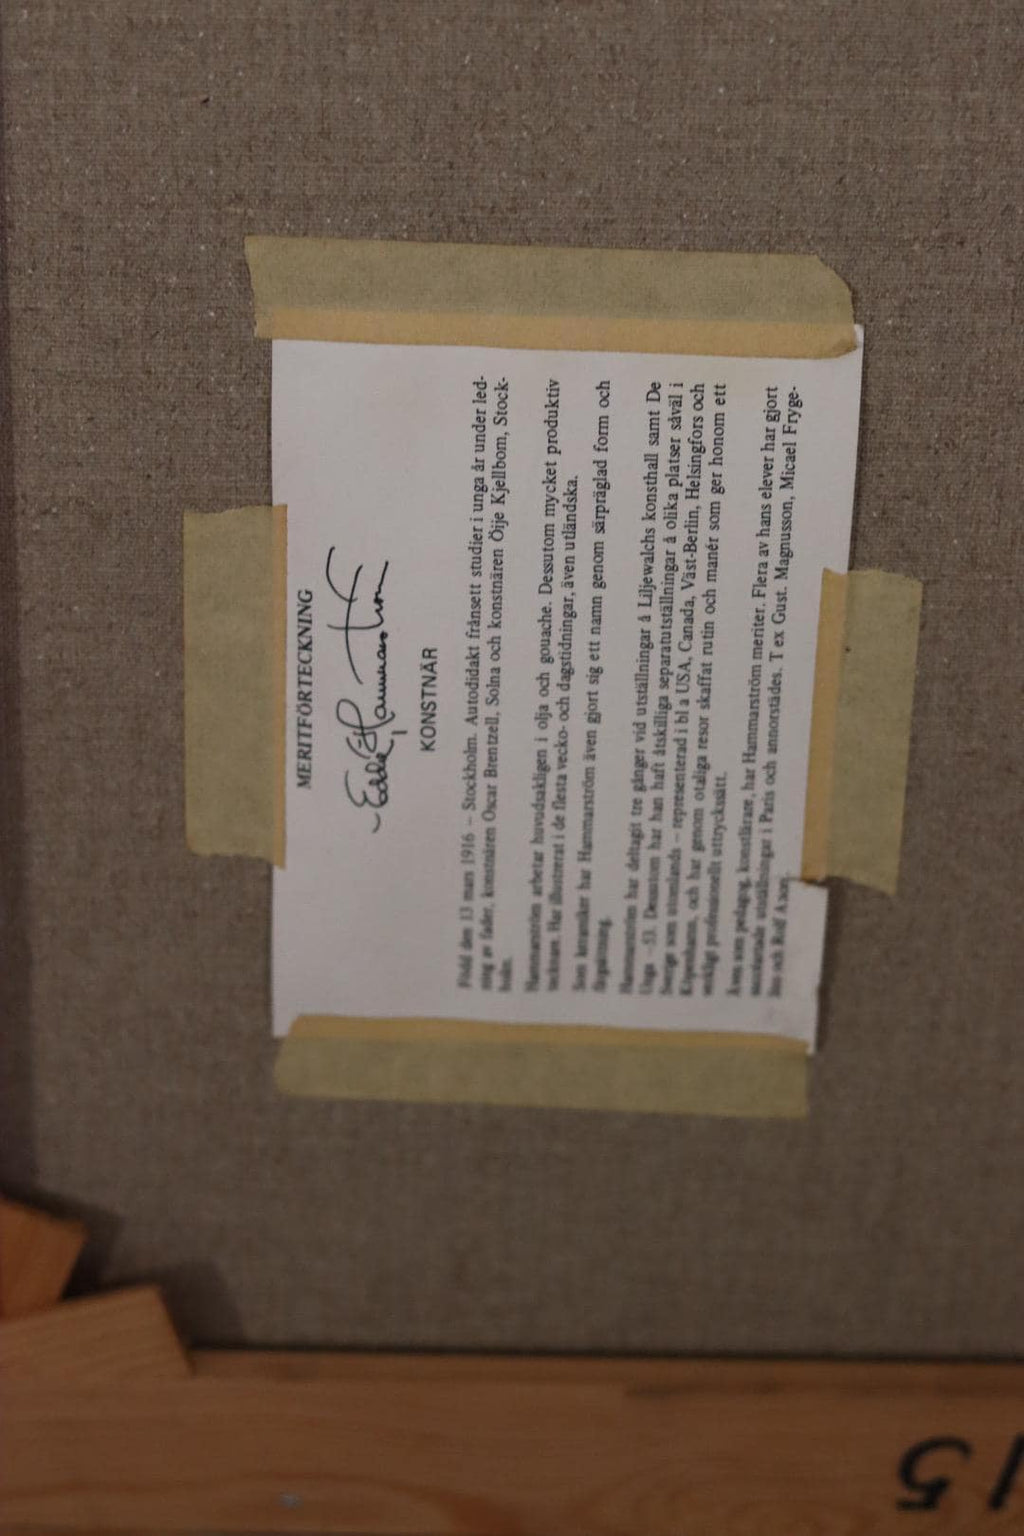 MERITFÖRTECKNING
Edde Hammarström
KONSTNÄR
Född den 13 mars 1916 – Stockholm. Autodidakt frånsett studier i unga år under led-
ning av fader, konstnären Oscar Brentzell, Solna och konstnären Öije Kjellbom, Stock-
holm.
Hammarström arbetar huvudsakligen i olja och gouache. Dessutom mycket produktiv
tecknare. Har illustrerat i de flesta vecko- och dagstidningar, även utländska.
Som keramiker har Hammarström även gjort sig ett namn genom särpräglad form och
färgsättning.
Hammarström har deltagit tre gånger vid utställningar å Liljewalchs konsthall samt De
Unga –53. Dessutom har han haft åtskilliga separatutställningar å olika platser såväl i
Sverige som utomlands – representerad i bl a USA, Canada, Väst-Berlin, Helsingfors och
Köpenhamn, och har genom otaliga resor skaffat rutin och manér som ger honom ett
verkligt professionellt uttryckssätt.
Även som pedagog, konstlärare, har Hammarström meriter. Flera av hans elever har gjort
utställningar i Paris och annorstädes. T ex Gust. Magnusson, Micael Fryge-
bo och Rolf Axon.
15